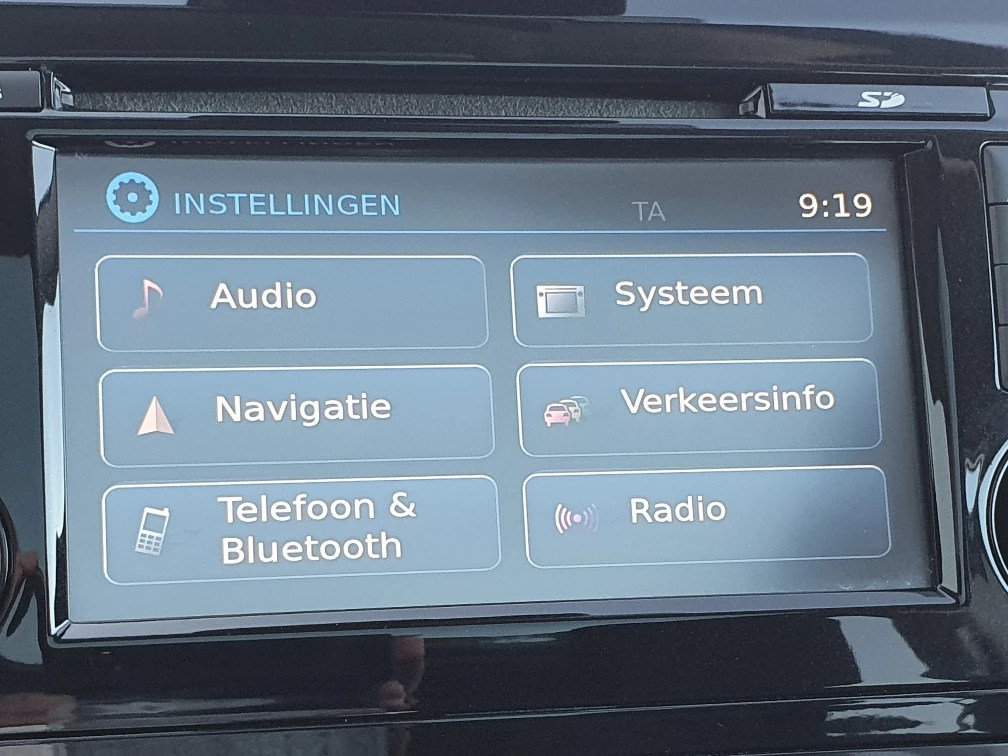 SD
INSTELLINGEN
TA
9:19
Audio
Systeem
Navigatie
Verkeersinfo
Telefoon &
Bluetooth
Radio